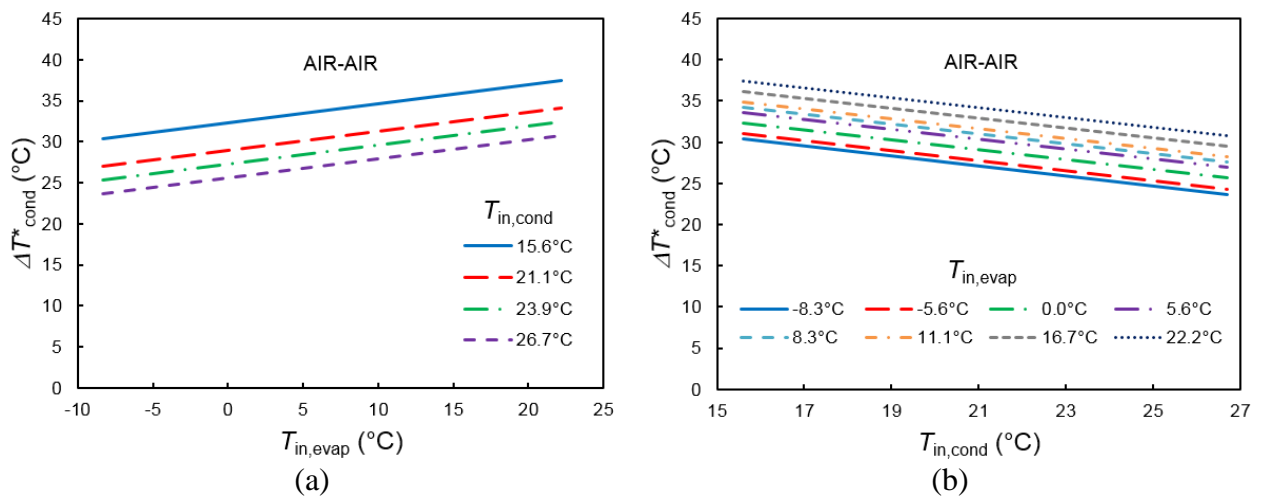 45
40
35
30
25
20
15
10
5
0
ΔT*cond (°C)
AIR-AIR
Tin,cond
15.6°C
21.1°C
23.9°C
26.7°C
-10 -5 0 5 10 15 20 25
Tin,evap (°C)
(a)
45
40
35
30
25
20
15
10
5
0
ΔT*cond (°C)
AIR-AIR
Tin,evap
-8.3°C -5.6°C 0.0°C 5.6°C
8.3°C 11.1°C 16.7°C 22.2°C
15 17 19 21 23 25 27
Tin,cond (°C)
(b)